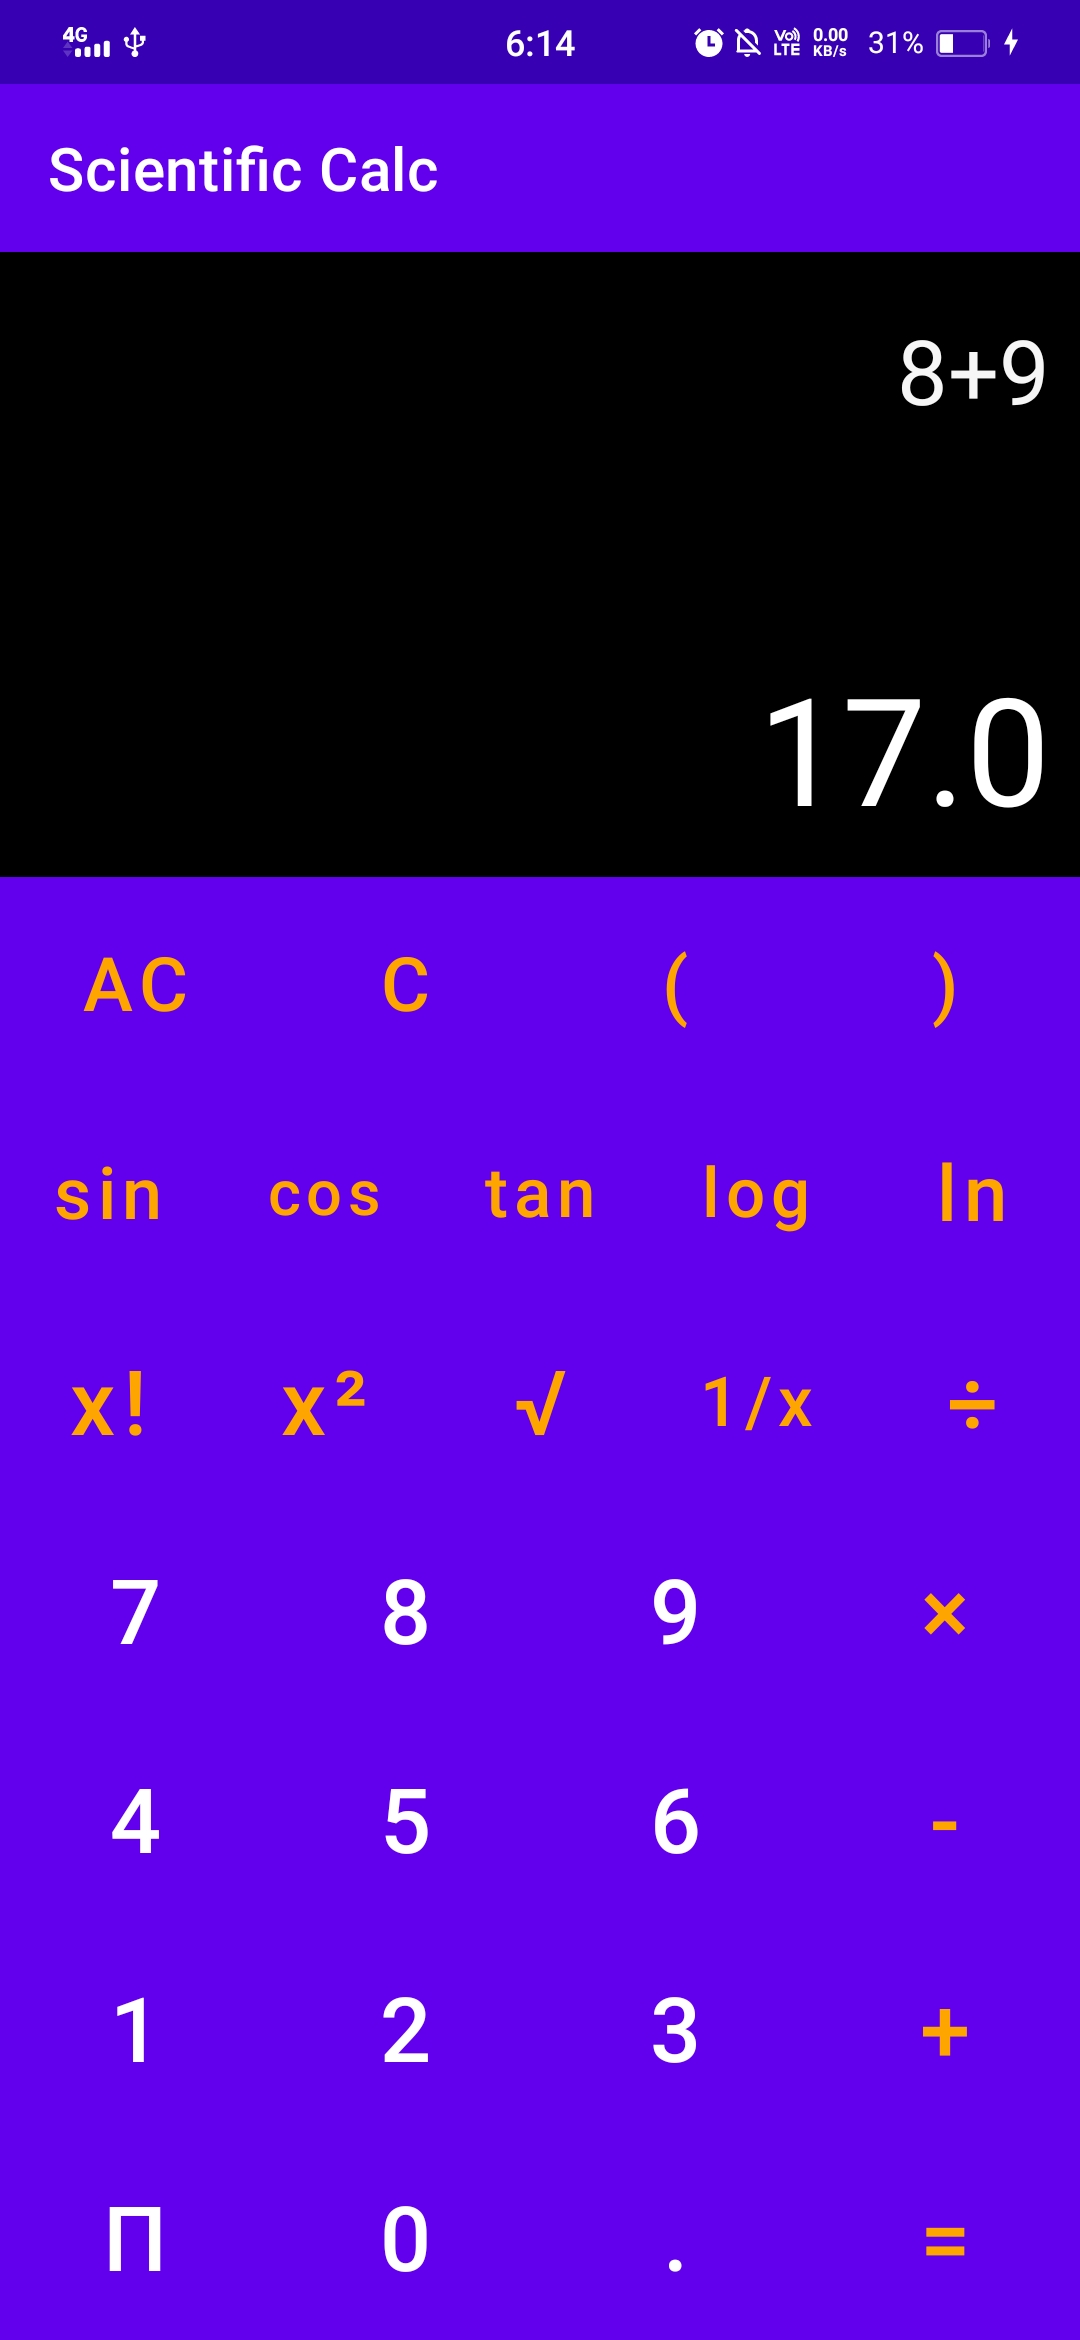 4G 6:14 Vo) LTE 0.00 KB/s 31%
Scientific Calc
8+9
17.0
AC C ( )
sin cos tan log ln
x! x² √ 1/x ÷
7 8 9 ×
4 5 6 -
1 2 3 +
Π 0 . =